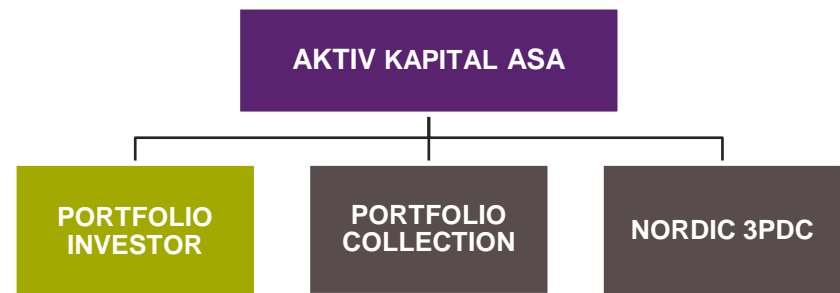 AKTIV KAPITAL ASA
PORTFOLIO
INVESTOR
PORTFOLIO
COLLECTION
NORDIC 3PDC